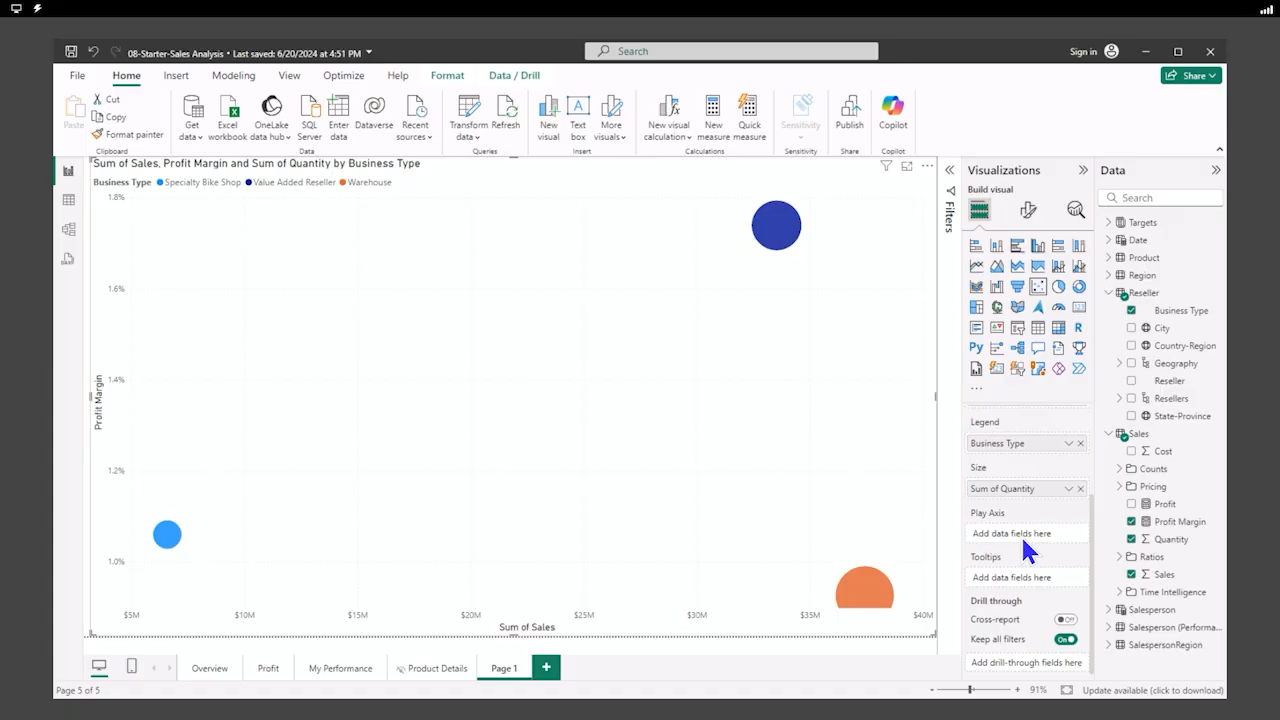 08-Starter-Sales Analysis • Last saved: 6/20/2024 at 4:51 PM
Search
Sign in
File Home Insert Modeling View Optimize Help Format Data / Drill
Share
Paste
Cut
Copy
Format painter
Clipboard
Get data
Excel workbook
OneLake data hub
SQL Server
Enter data
Dataverse
Recent sources
Data
Transform data
Refresh
Queries
New visual
Text box
More visuals
Insert
New visual calculation
New measure
Quick measure
Calculations
Sensitivity
Sensitivity
Publish
Share
Copilot
Copilot
Sum of Sales, Profit Margin and Sum of Quantity by Business Type
Business Type Specialty Bike Shop Value Added Reseller Warehouse
1.8%
1.6%
1.4%
1.2%
1.0%
Profit Margin
$5M $10M $15M $20M $25M $30M $35M $40M
Sum of Sales
Filters
Visualizations
Build visual
R
Py
Legend
Business Type
Size
Sum of Quantity
Play Axis
Add data fields here
Tooltips
Add data fields here
Drill through
Cross-report Off
Keep all filters On
Add drill-through fields here
Data
Search
Targets
Date
Product
Region
Reseller
Business Type
City
Country-Region
Geography
Reseller
Resellers
State-Province
Sales
Cost
Counts
Pricing
Profit
Profit Margin
Quantity
Ratios
Sales
Time Intelligence
Salesperson
Salesperson (Performa...
SalespersonRegion
Overview Profit My Performance Product Details Page 1
Page 5 of 5
- + 91% Update available (click to download)